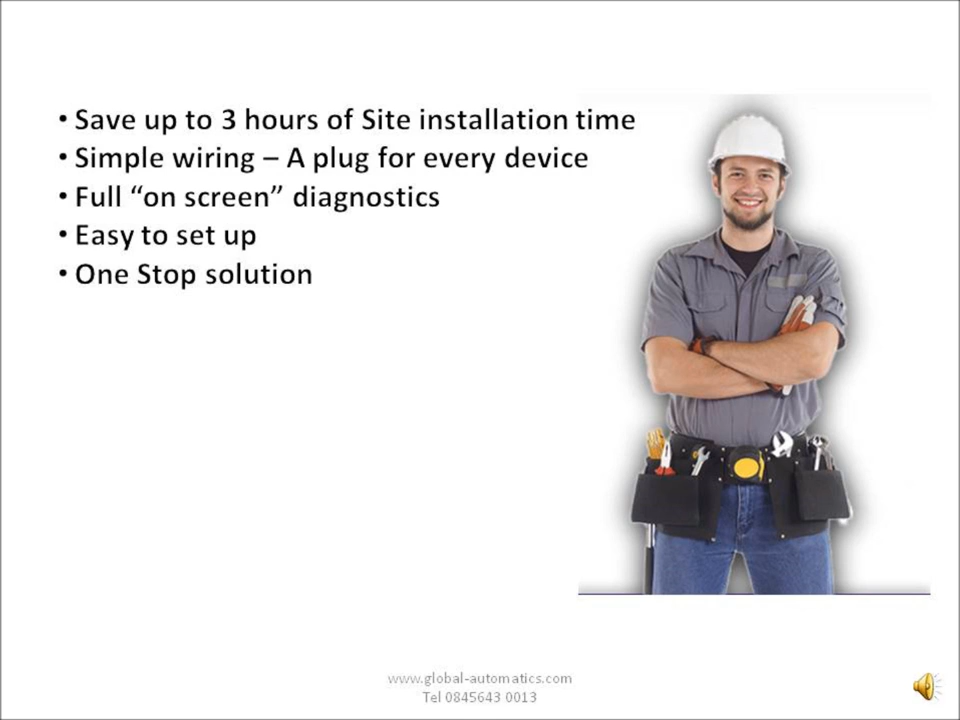 • Save up to 3 hours of Site installation time
• Simple wiring – A plug for every device
• Full “on screen” diagnostics
• Easy to set up
• One Stop solution
www.global-automatics.com
Tel 0845643 0013